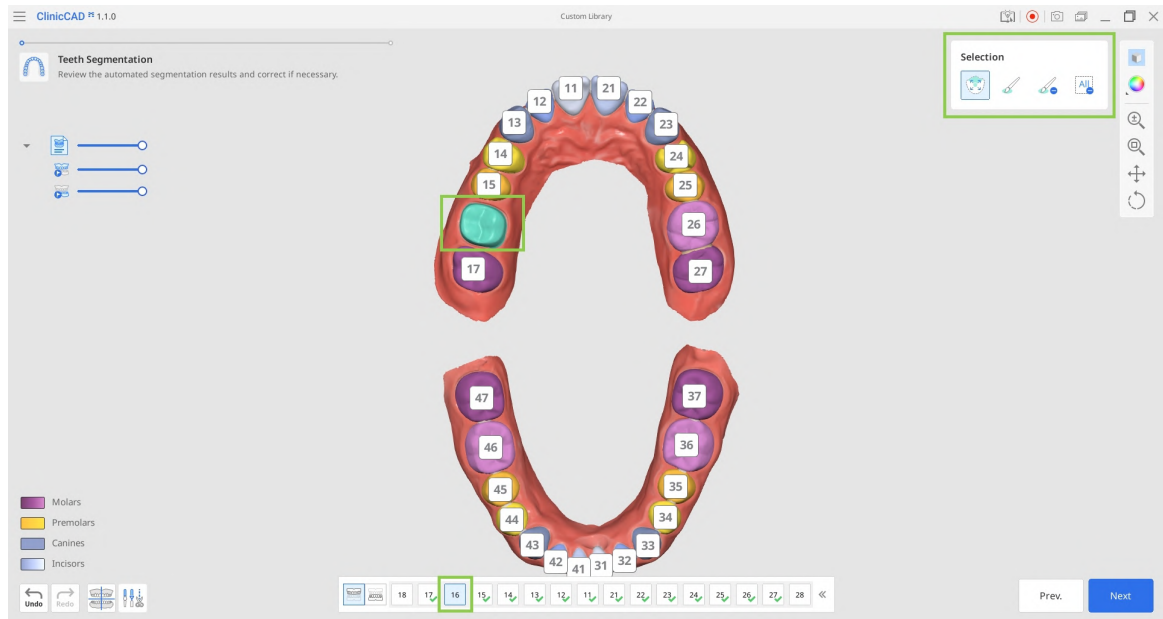 ClinicCAD 1.1.0
Custom Library
Teeth Segmentation
Review the automated segmentation results and correct if necessary.
Selection
All
11 21
12 22
13 23
14 24
15 25
26
17 27
47 37
46 36
45 35
44 34
43 33
42 41 31 32
Molars
Premolars
Canines
Incisors
Undo Redo
18 17 16 15 14 13 12 11 21 22 23 24 25 26 27 28
Prev. Next